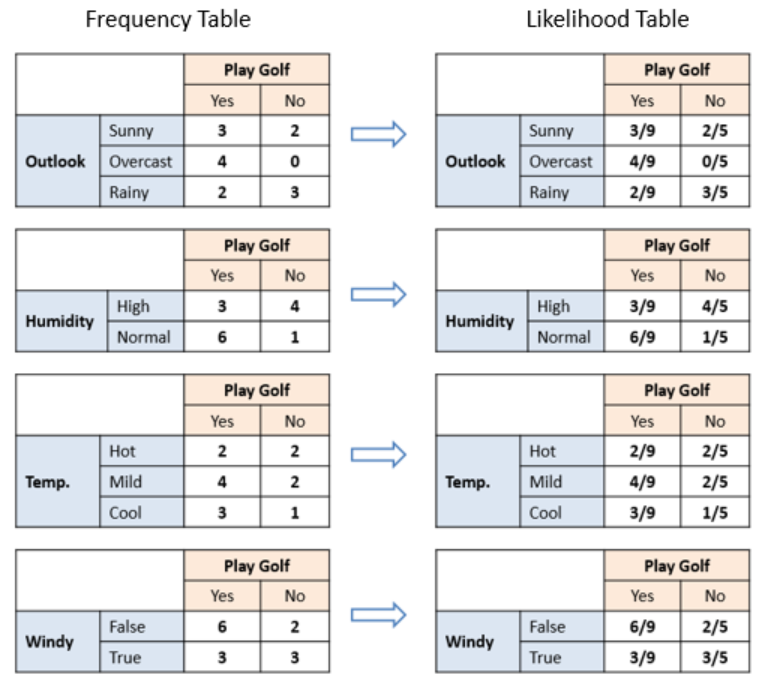 Frequency Table Likelihood Table
Play Golf Play Golf
Yes No Yes No
Sunny 3 2 Sunny 3/9 2/5
Outlook Overcast 4 0 Outlook Overcast 4/9 0/5
Rainy 2 3 Rainy 2/9 3/5
Play Golf Play Golf
Yes No Yes No
Humidity High 3 4 Humidity High 3/9 4/5
Normal 6 1 Normal 6/9 1/5
Play Golf Play Golf
Yes No Yes No
Hot 2 2 Hot 2/9 2/5
Temp. Mild 4 2 Temp. Mild 4/9 2/5
Cool 3 1 Cool 3/9 1/5
Play Golf Play Golf
Yes No Yes No
Windy False 6 2 Windy False 6/9 2/5
True 3 3 True 3/9 3/5